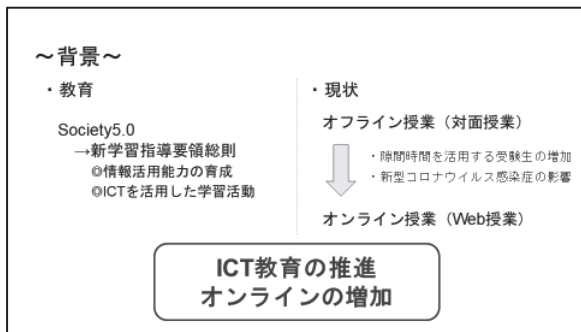 ～背景～
・教育
Society5.0
→新学習指導要領総則
◎情報活用能力の育成
◎ICTを活用した学習活動
・現状
オフライン授業（対面授業）
・隙間時間を活用する受験生の増加
・新型コロナウイルス感染症の影響
オンライン授業（Web授業）
ICT教育の推進
オンラインの増加